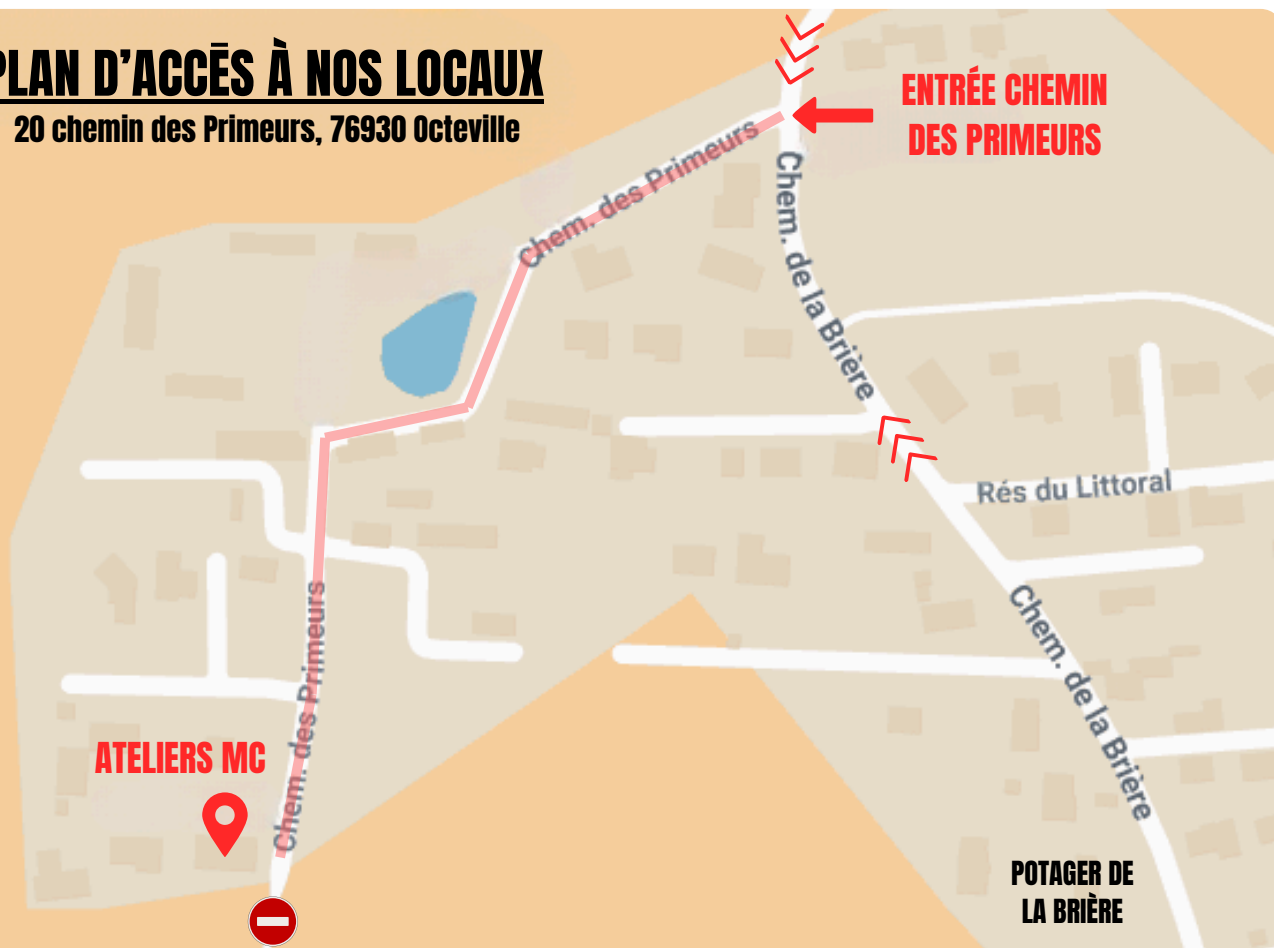 PLAN D’ACCĒS À NOS LOCAUX
20 chemin des Primeurs, 76930 Octeville
ENTRÉE CHEMIN
DES PRIMEURS
Chem. des Primeurs
Chem. de la Brière
Rés du Littoral
Chem. des Primeurs
Chem. de la Brière
ATELIERS MC
POTAGER DE
LA BRIÈRE